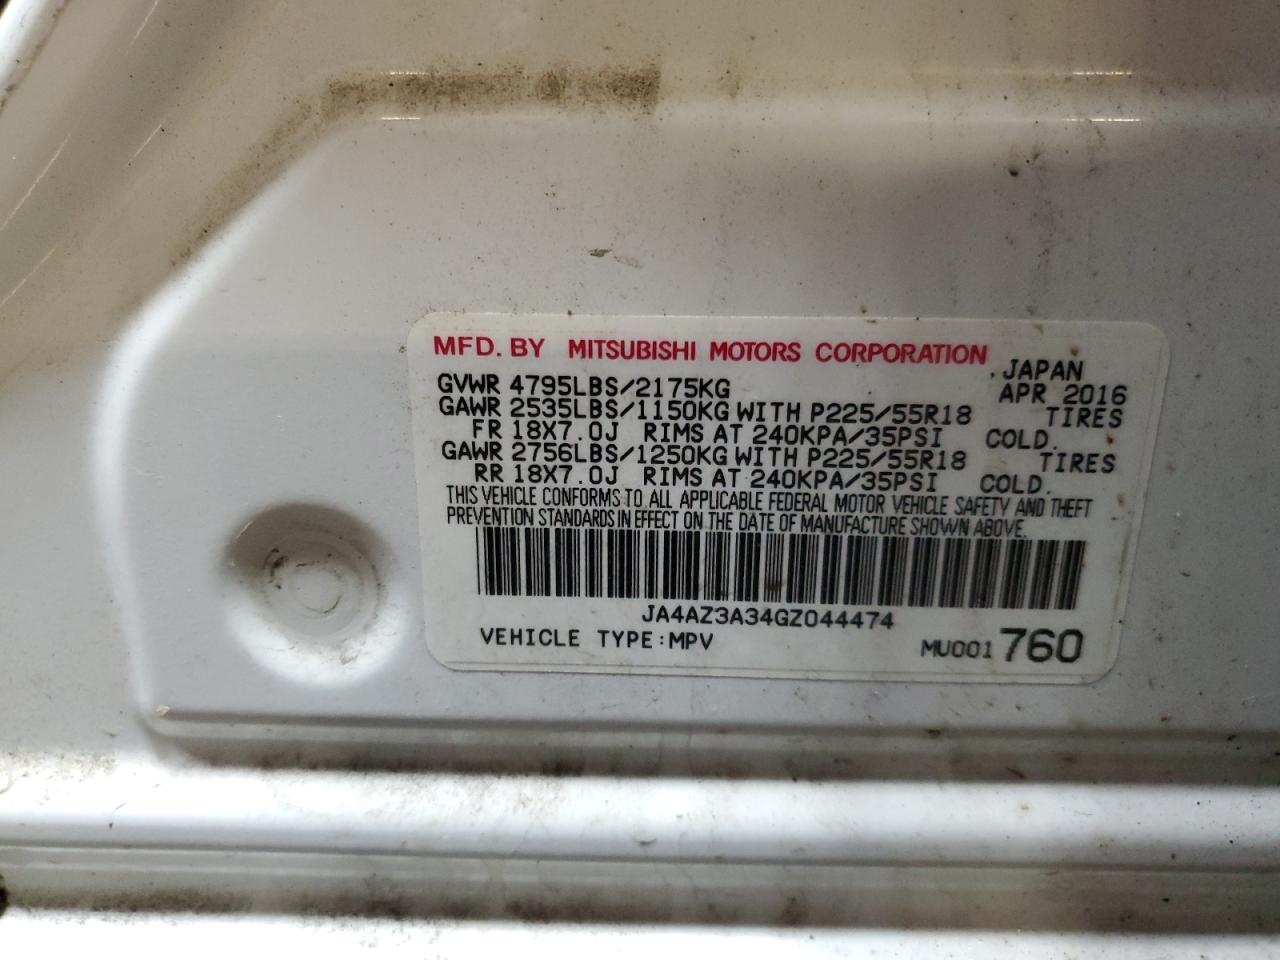 MFD. BY MITSUBISHI MOTORS CORPORATION
JAPAN
GVWR 4795LBS/2175KG APR 2016
GAWR 2535LBS/1150KG WITH P225/55R18 TIRES
FR 18X7.0J RIMS AT 240KPA/35PSI COLD.
GAWR 2756LBS/1250KG WITH P225/55R18 TIRES
RR 18X7.0J RIMS AT 240KPA/35PSI COLD.
THIS VEHICLE CONFORMS TO ALL APPLICABLE FEDERAL MOTOR VEHICLE SAFETY AND THEFT
PREVENTION STANDARDS IN EFFECT ON THE DATE OF MANUFACTURE SHOWN ABOVE.
JA4AZ3A34GZ044474
VEHICLE TYPE:MPV MU001760